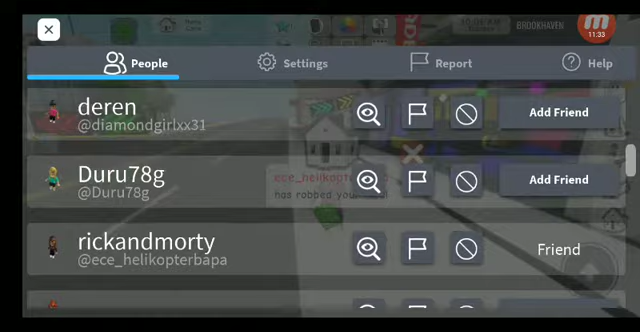 BROOKHAVEN
11:33
People
Settings
Report
Help
deren
@diamondgirlxx31
Add Friend
Duru78g
@Duru78g
Add Friend
has robbed you
rickandmorty
@ece_helikopterbapa
Friend